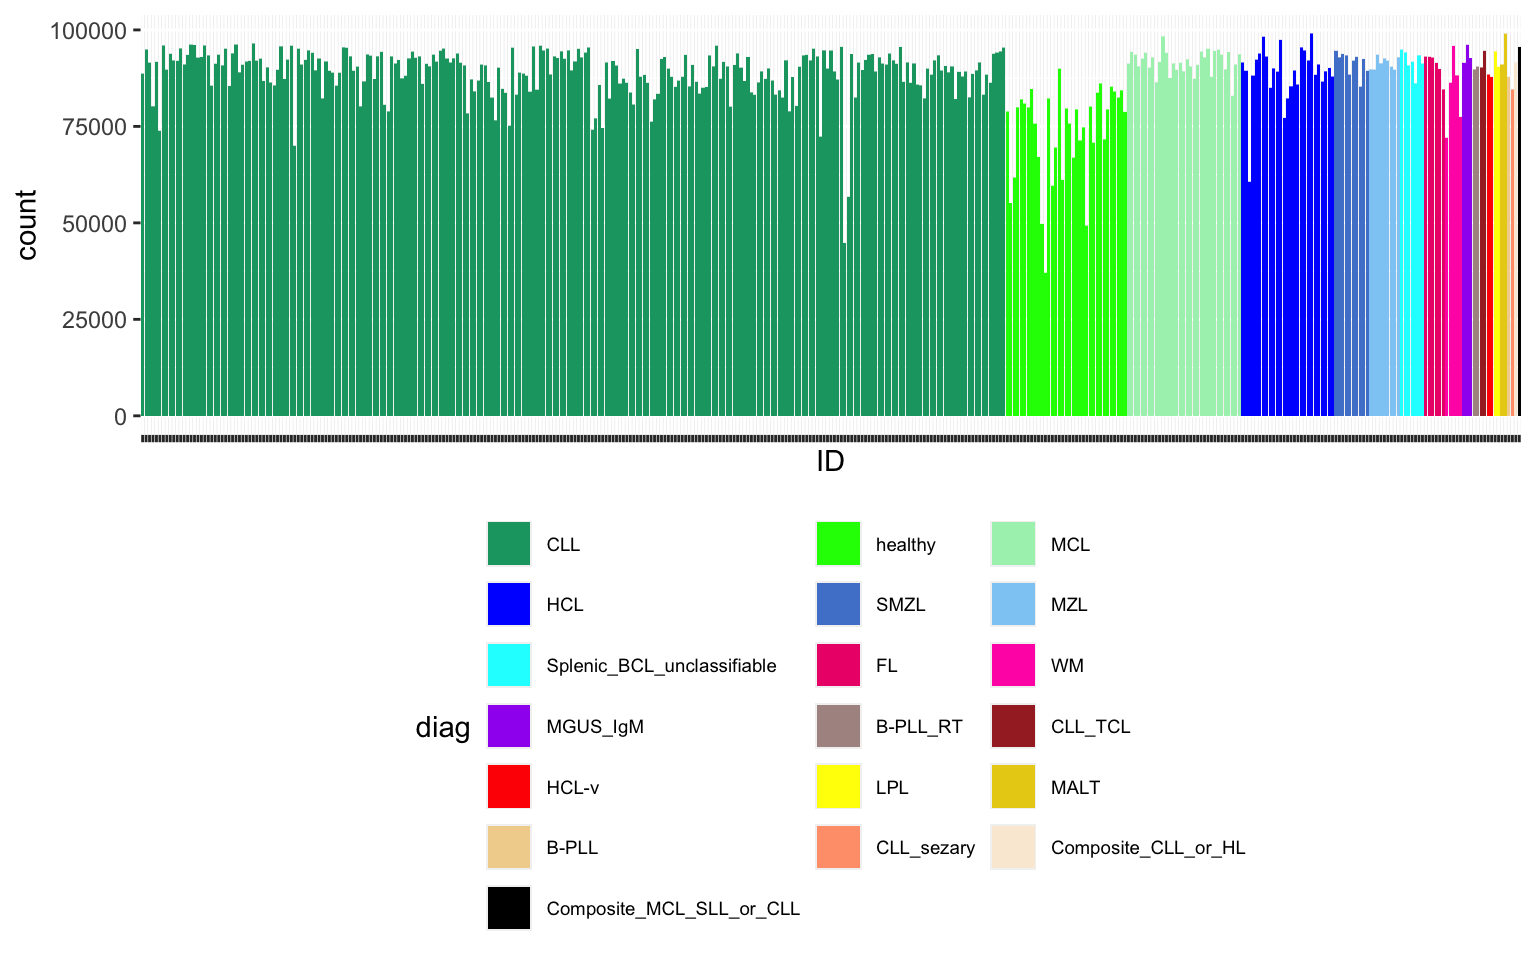 100000
75000
count
50000
25000
0
ID
CLL healthy MCL
HCL SMZL MZL
Splenic_BCL_unclassifiable FL WM
diag MGUS_IgM B-PLL_RT CLL_TCL
HCL-v LPL MALT
B-PLL CLL_sezary Composite_CLL_or_HL
Composite_MCL_SLL_or_CLL